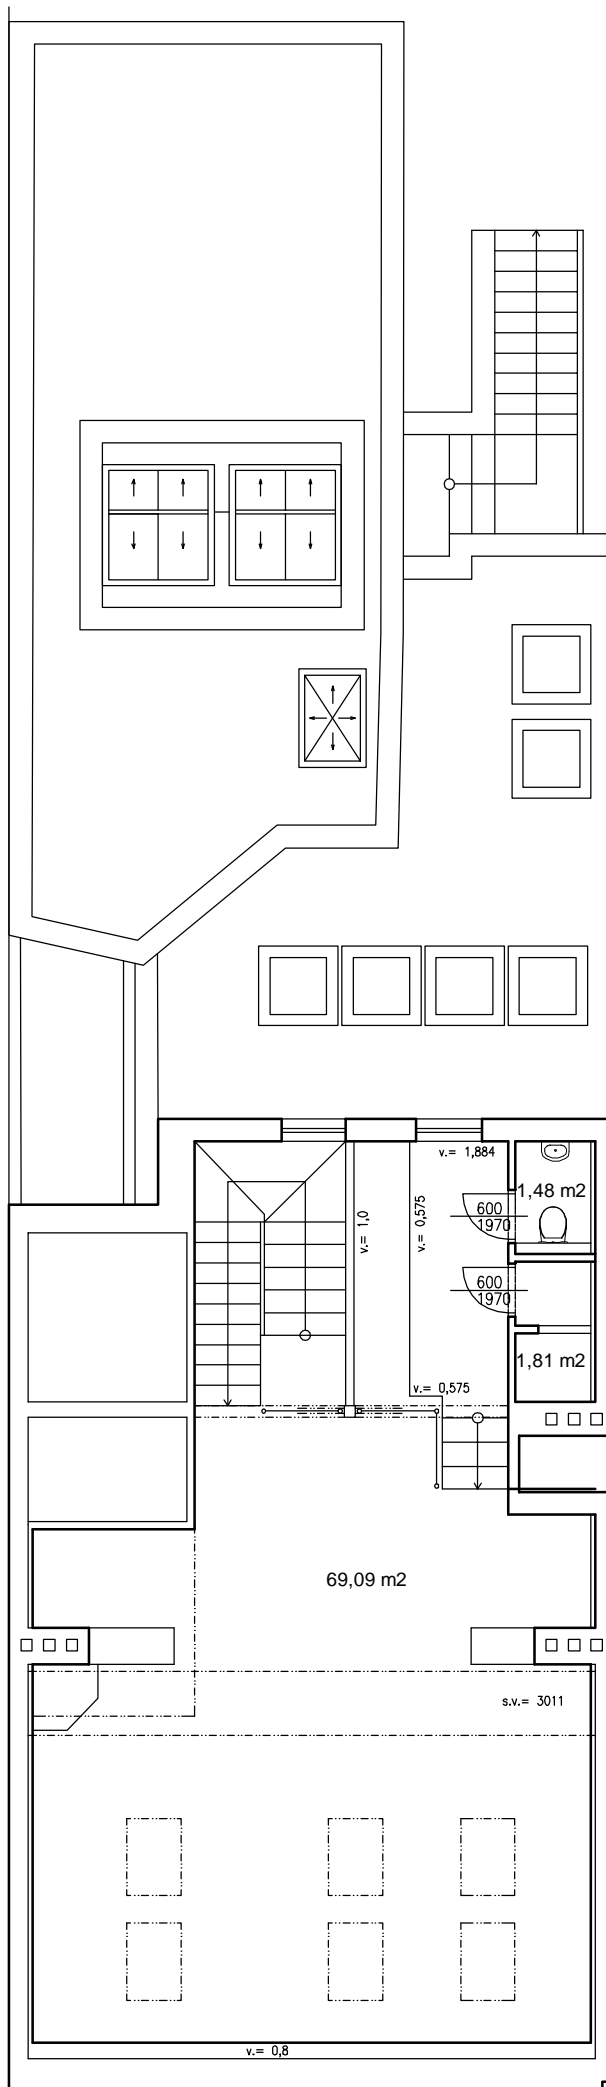 v.= 1,884
1,48 m2
600
1970
v.= 1,0
v.= 0,575
600
1970
1,81 m2
v.= 0,575
69,09 m2
s.v.= 3011
v.= 0,8